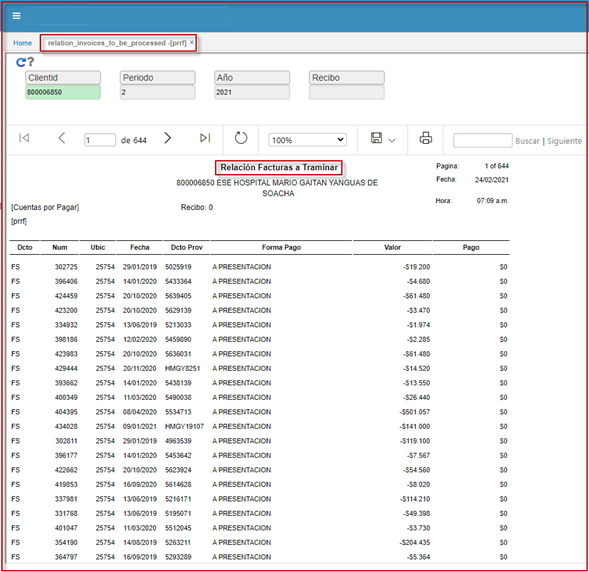 Home relation_invoices_to_be_processed -[prrf] ×
?
Clientid Periodo Año Recibo
800006850 2 2021
1 de 644 100% Buscar | Siguiente
Relación Facturas a Traminar Pagina: 1 of 644
800006850 ESE HOSPITAL MARIO GAITAN YANGUAS DE Fecha: 24/02/2021
SOACHA
Hora: 07:09 a.m.
[Cuentas por Pagar] Recibo: 0
[prrf]
Dcto Num Ubic Fecha Dcto Prov Forma Pago Valor Pago
FS 302725 25754 29/01/2019 5025919 A PRESENTACION -$19.200 $0
FS 396406 25754 14/01/2020 5433364 A PRESENTACION -$4.680 $0
FS 424459 25754 20/10/2020 5639405 A PRESENTACION -$61.480 $0
FS 423200 25754 20/10/2020 5629139 A PRESENTACION -$3.470 $0
FS 334932 25754 13/06/2019 5213033 A PRESENTACION -$1.974 $0
FS 398186 25754 12/02/2020 5459890 A PRESENTACION -$2.285 $0
FS 423983 25754 20/10/2020 5636031 A PRESENTACION -$61.480 $0
FS 429444 25754 20/11/2020 HMGY8251 A PRESENTACION -$14.520 $0
FS 393662 25754 14/01/2020 5438139 A PRESENTACION -$13.550 $0
FS 400349 25754 11/03/2020 5490038 A PRESENTACION -$26.440 $0
FS 404395 25754 08/04/2020 5534713 A PRESENTACION -$501.057 $0
FS 434028 25754 09/01/2021 HMGY19107 A PRESENTACION -$141.000 $0
FS 302811 25754 29/01/2019 4963539 A PRESENTACION -$119.100 $0
FS 396177 25754 14/01/2020 5453642 A PRESENTACION -$7.567 $0
FS 422662 25754 20/10/2020 5623924 A PRESENTACION -$54.560 $0
FS 419853 25754 16/09/2020 5614628 A PRESENTACION -$8.020 $0
FS 337981 25754 13/06/2019 5216171 A PRESENTACION -$114.210 $0
FS 331768 25754 13/06/2019 5195071 A PRESENTACION -$49.398 $0
FS 401047 25754 11/03/2020 5512045 A PRESENTACION -$3.730 $0
FS 354190 25754 14/08/2019 5263211 A PRESENTACION -$204.435 $0
FS 364797 25754 16/09/2019 5293289 A PRESENTACION -$5.364 $0